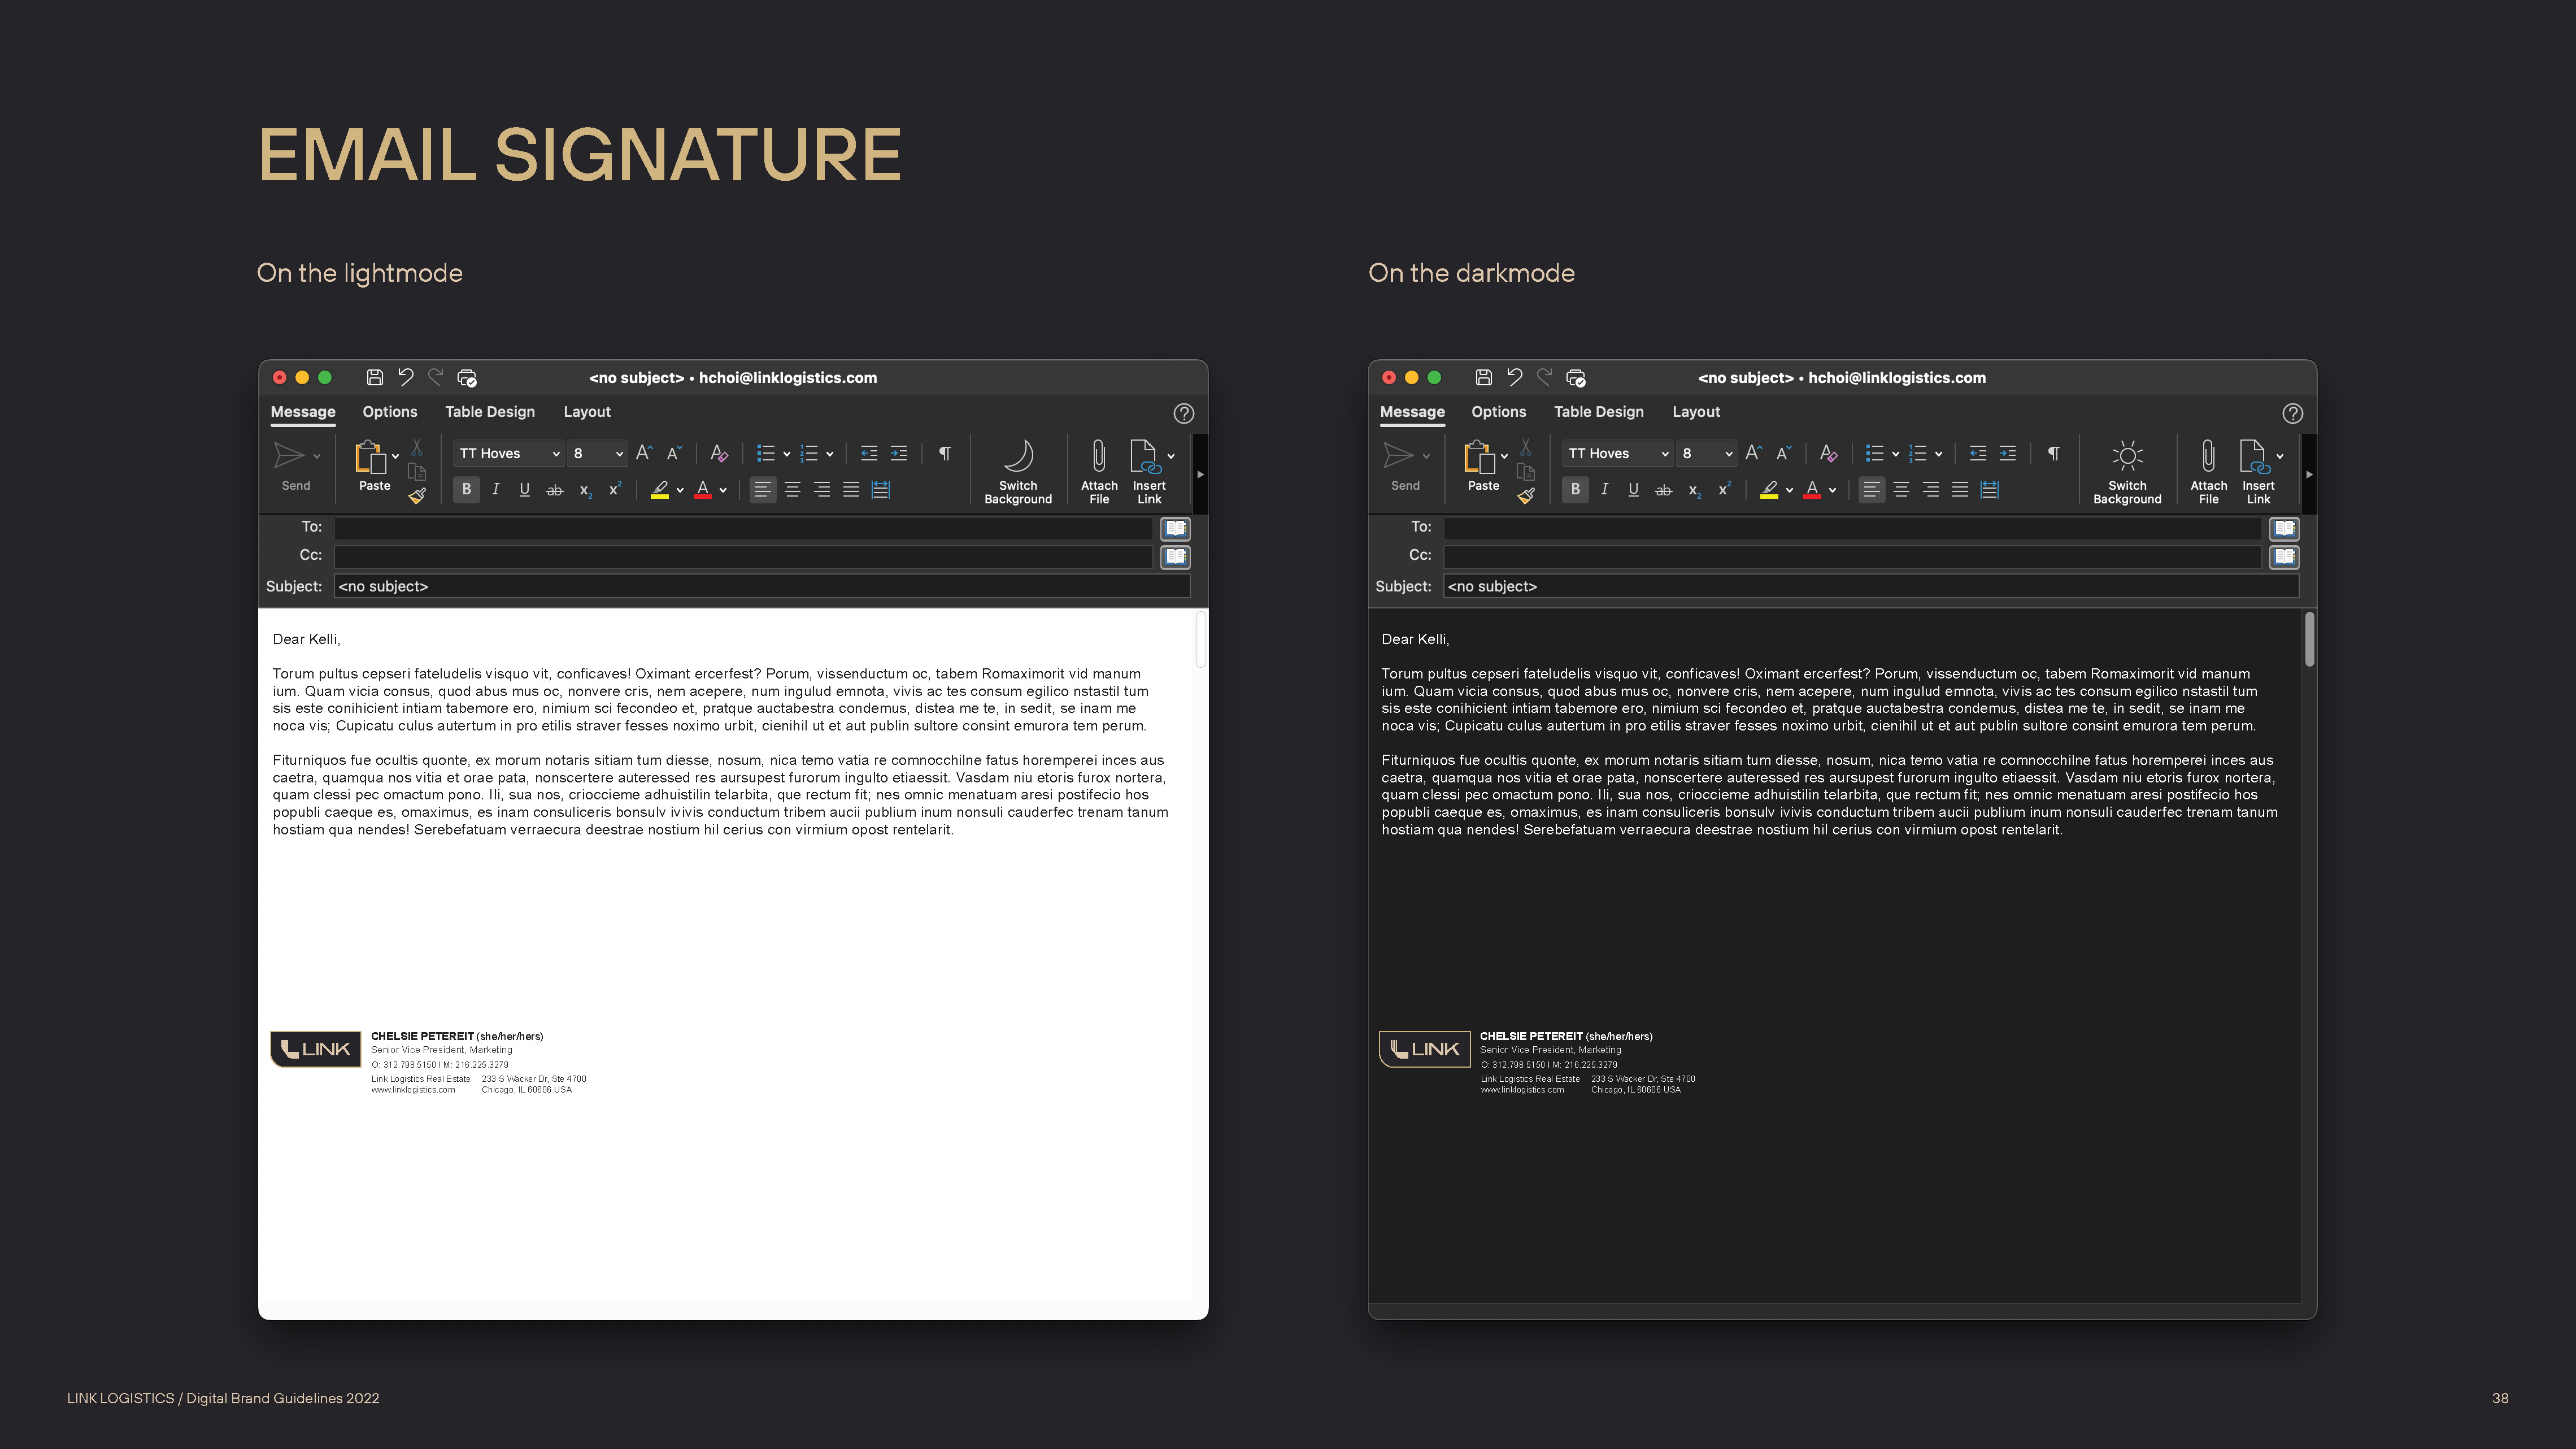 EMAIL SIGNATURE
On the lightmode
<no subject> • hchoi@linklogistics.com
Message Options Table Design Layout
Send
Paste
TT Hoves 8
Switch Background
Attach File
Insert Link
To:
Cc:
Subject: <no subject>
Dear Kelli,
Torum pultus cepseri fateludelis visquo vit, conficaves! Oximant ercerfest? Porum, vissenductum oc, tabem Romaximorit vid manum
ium. Quam vicia consus, quod abus mus oc, nonvere cris, nem acepere, num ingulud emnota, vivis ac tes consum egilico nstastil tum
sis este conihicient intiam tabemore ero, nimium sci fecondeo et, pratque auctabestra condemus, distea me te, in sedit, se inam me
noca vis; Cupicatu culus autertum in pro etilis straver fesses noximo urbit, cienihil ut et aut publin sultore consint emurora tem perum.
Fiturniquos fue ocultis quonte, ex morum notaris sitiam tum diesse, nosum, nica temo vatia re comnocchilne fatus horemperei inces aus
caetra, quamqua nos vitia et orae pata, nonscertere auteressed res aursupest furorum ingulto etiaessit. Vasdam niu etoris furox nortera,
quam clessi pec omactum pono. Ili, sua nos, crioccieme adhuistilin telarbita, que rectum fit; nes omnic menatuam aresi postifecio hos
popubli caeque es, omaximus, es inam consuliceris bonsulv ivivis conductum tribem aucii publium inum nonsuli cauderfec trenam tanum
hostiam qua nendes! Serebefatuam verraecura deestrae nostium hil cerius con virmium opost rentelarit.
LINK
CHELSIE PETEREIT (she/her/hers)
Senior Vice President, Marketing
O: 312.798.5150 I M: 216.225.3279
Link Logistics Real Estate 233 S Wacker Dr, Ste 4700
www.linklogistics.com Chicago, IL 60606 USA
On the darkmode
<no subject> • hchoi@linklogistics.com
Message Options Table Design Layout
Send
Paste
TT Hoves 8
Switch Background
Attach File
Insert Link
To:
Cc:
Subject: <no subject>
Dear Kelli,
Torum pultus cepseri fateludelis visquo vit, conficaves! Oximant ercerfest? Porum, vissenductum oc, tabem Romaximorit vid manum
ium. Quam vicia consus, quod abus mus oc, nonvere cris, nem acepere, num ingulud emnota, vivis ac tes consum egilico nstastil tum
sis este conihicient intiam tabemore ero, nimium sci fecondeo et, pratque auctabestra condemus, distea me te, in sedit, se inam me
noca vis; Cupicatu culus autertum in pro etilis straver fesses noximo urbit, cienihil ut et aut publin sultore consint emurora tem perum.
Fiturniquos fue ocultis quonte, ex morum notaris sitiam tum diesse, nosum, nica temo vatia re comnocchilne fatus horemperei inces aus
caetra, quamqua nos vitia et orae pata, nonscertere auteressed res aursupest furorum ingulto etiaessit. Vasdam niu etoris furox nortera,
quam clessi pec omactum pono. Ili, sua nos, crioccieme adhuistilin telarbita, que rectum fit; nes omnic menatuam aresi postifecio hos
popubli caeque es, omaximus, es inam consuliceris bonsulv ivivis conductum tribem aucii publium inum nonsuli cauderfec trenam tanum
hostiam qua nendes! Serebefatuam verraecura deestrae nostium hil cerius con virmium opost rentelarit.
LINK
CHELSIE PETEREIT (she/her/hers)
Senior Vice President, Marketing
O: 312.798.5150 I M: 216.225.3279
Link Logistics Real Estate 233 S Wacker Dr, Ste 4700
www.linklogistics.com Chicago, IL 60606 USA
LINK LOGISTICS / Digital Brand Guidelines 2022
38